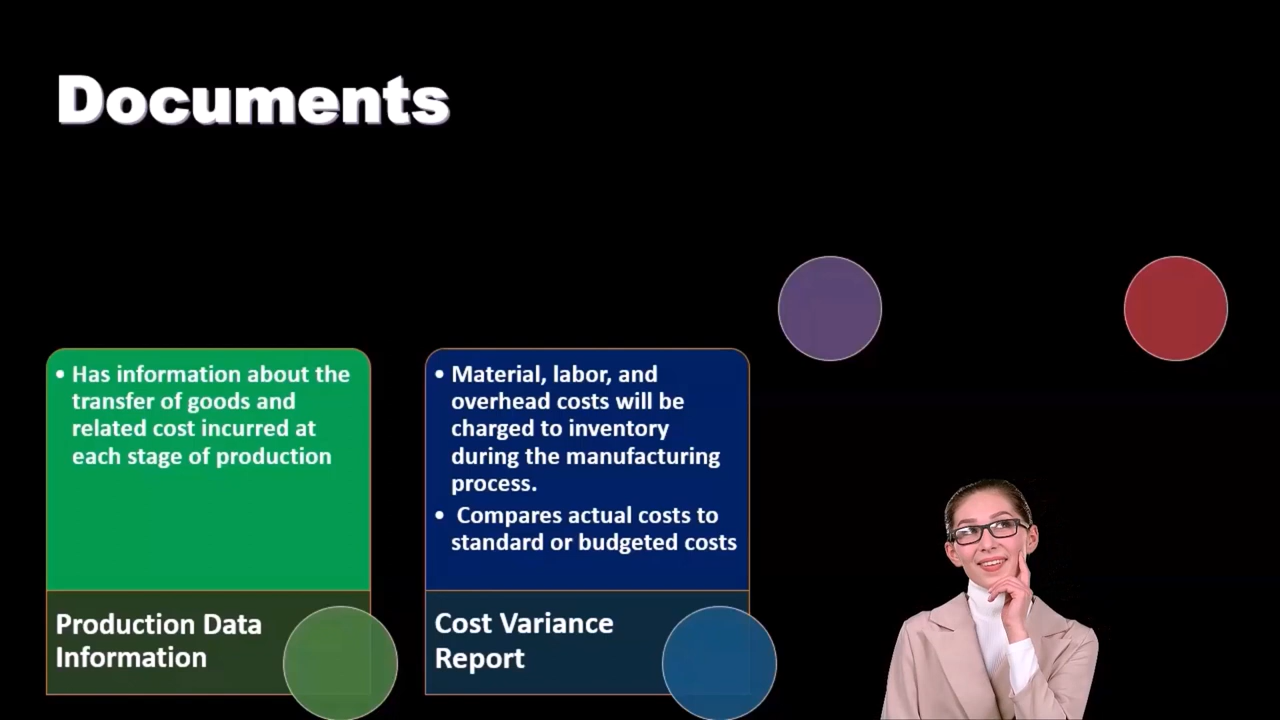 Documents
• Has information about the
transfer of goods and
related cost incurred at
each stage of production
Production Data
Information
• Material, labor, and
overhead costs will be
charged to inventory
during the manufacturing
process.
• Compares actual costs to
standard or budgeted costs
Cost Variance
Report